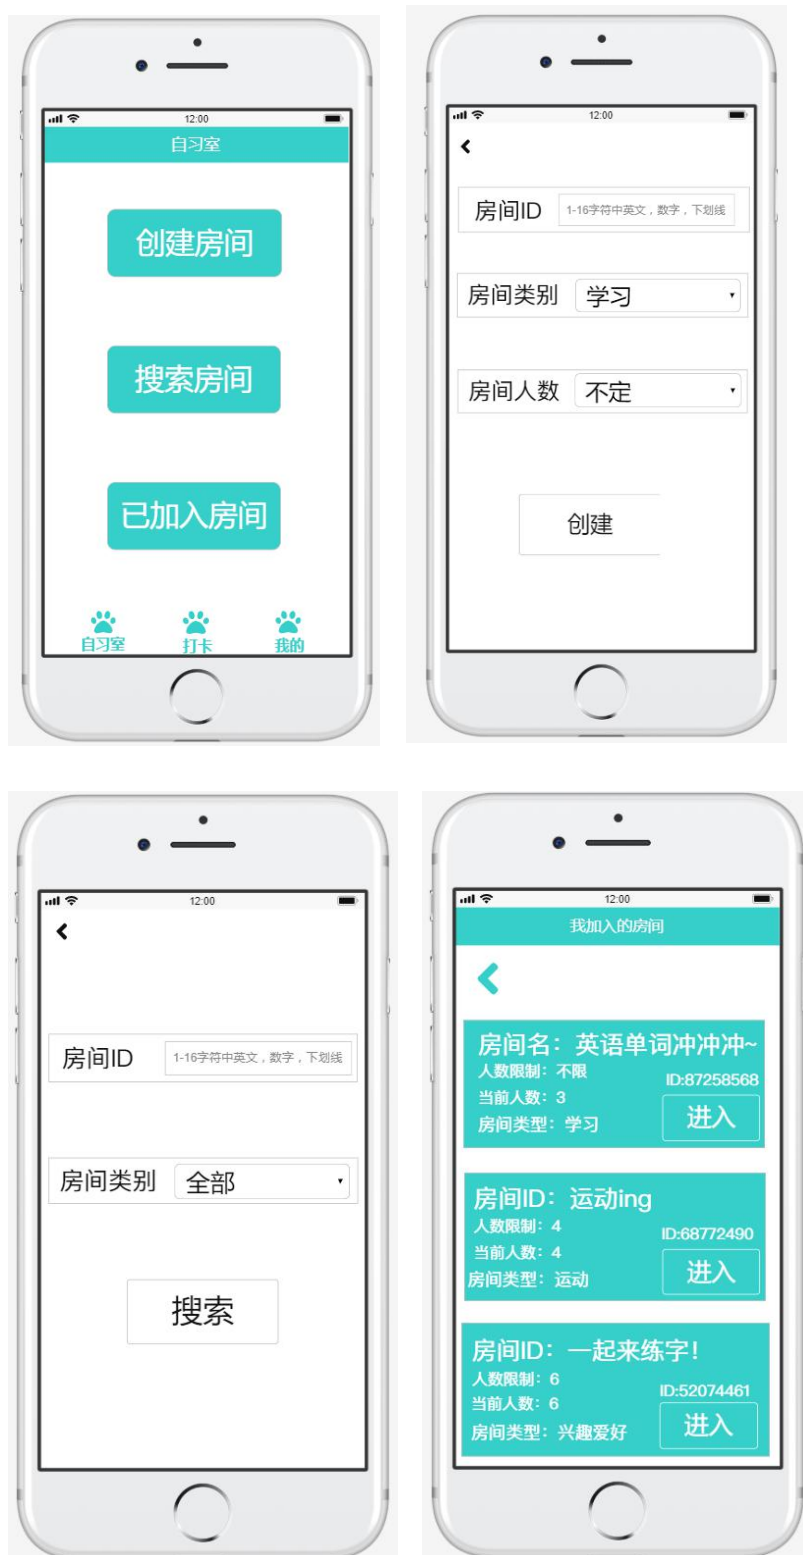 12:00
自习室
创建房间
搜索房间
已加入房间
自习室 打卡 我的
12:00
房间ID 1-16字符中英文，数字，下划线
房间类别 学习
房间人数 不定
创建
12:00
房间ID 1-16字符中英文，数字，下划线
房间类别 全部
搜索
12:00
我加入的房间
房间名：英语单词冲冲冲~
人数限制：不限
ID:87258568
当前人数：3
房间类型：学习
进入
房间ID：运动ing
人数限制：4
ID:68772490
当前人数：4
房间类型：运动
进入
房间ID：一起来练字！
人数限制：6
ID:52074461
当前人数：6
房间类型：兴趣爱好
进入